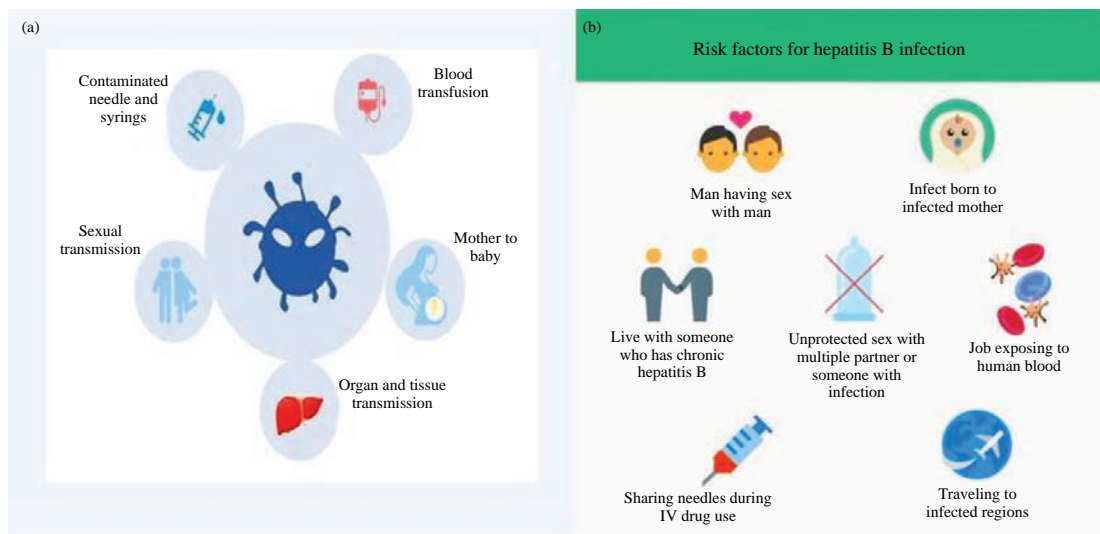 (a)
Contaminated
needle and
syrings
Blood
transfusion
Sexual
transmission
Mother to
baby
Organ and tissue
transmission
(b)
Risk factors for hepatitis B infection
Man having sex
with man
Infect born to
infected mother
Live with someone
who has chronic
hepatitis B
Unprotected sex with
multiple partner or
someone with
infection
Job exposing to
human blood
Sharing needles during
IV drug use
Traveling to
infected regions